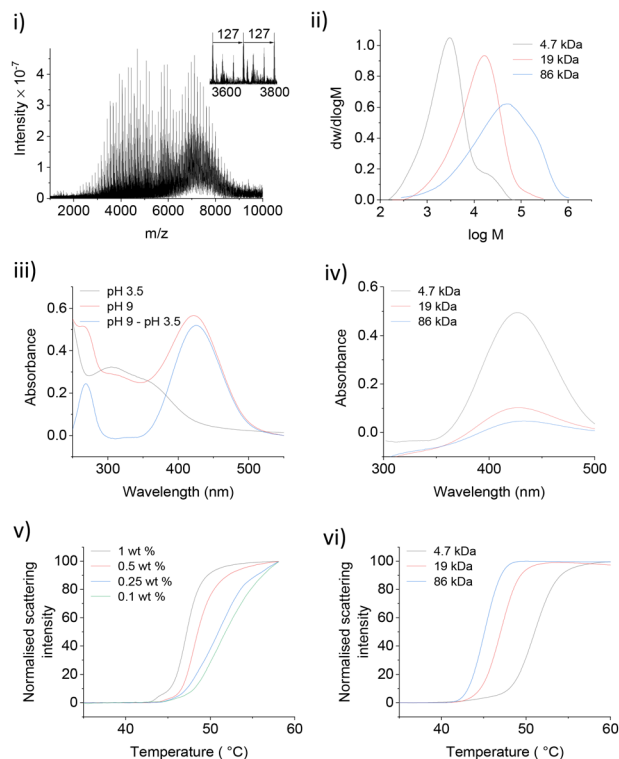 i)
127 127
3600 3800
Intensity × 10⁻⁷
4
3
2
1
0
2000 4000 6000 8000 10000
m/z
ii)
4.7 kDa
19 kDa
86 kDa
dw/dlogM
1.0
0.8
0.6
0.4
0.2
0.0
2 3 4 5 6
log M
iii)
pH 3.5
pH 9
pH 9 - pH 3.5
Absorbance
0.6
0.4
0.2
0.0
300 400 500
Wavelength (nm)
iv)
4.7 kDa
19 kDa
86 kDa
Absorbance
0.6
0.4
0.2
0.0
300 400 500
Wavelength (nm)
v)
1 wt %
0.5 wt %
0.25 wt %
0.1 wt %
Normalised scattering
intensity
100
80
60
40
20
0
40 50 60
Temperature ( °C)
vi)
4.7 kDa
19 kDa
86 kDa
Normalised scattering
intensity
100
80
60
40
20
0
40 50 60
Temperature ( °C)